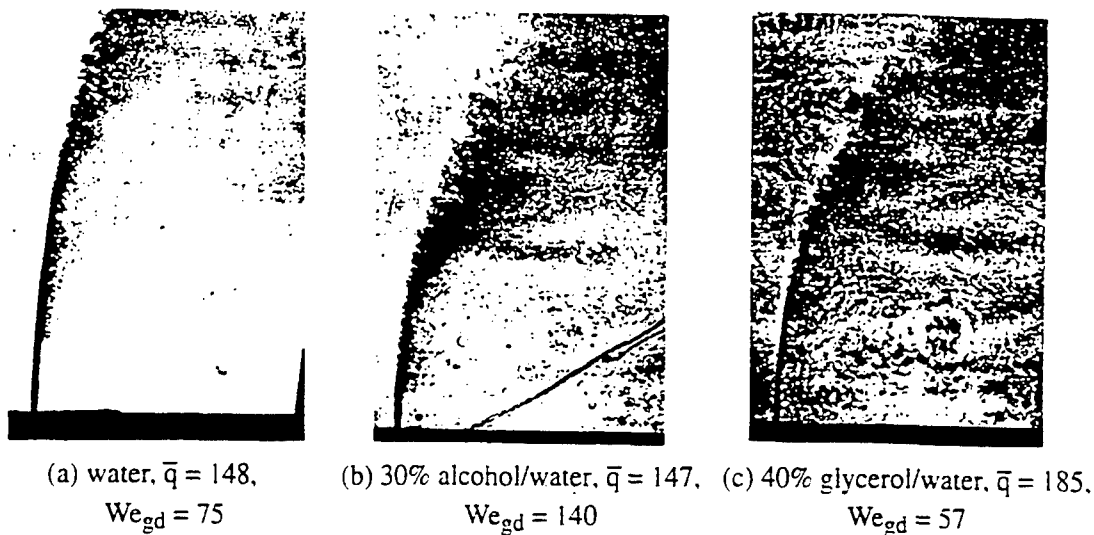 (a) water, q̅ = 148,
We_gd = 75
(b) 30% alcohol/water, q̅ = 147,
We_gd = 140
(c) 40% glycerol/water, q̅ = 185,
We_gd = 57